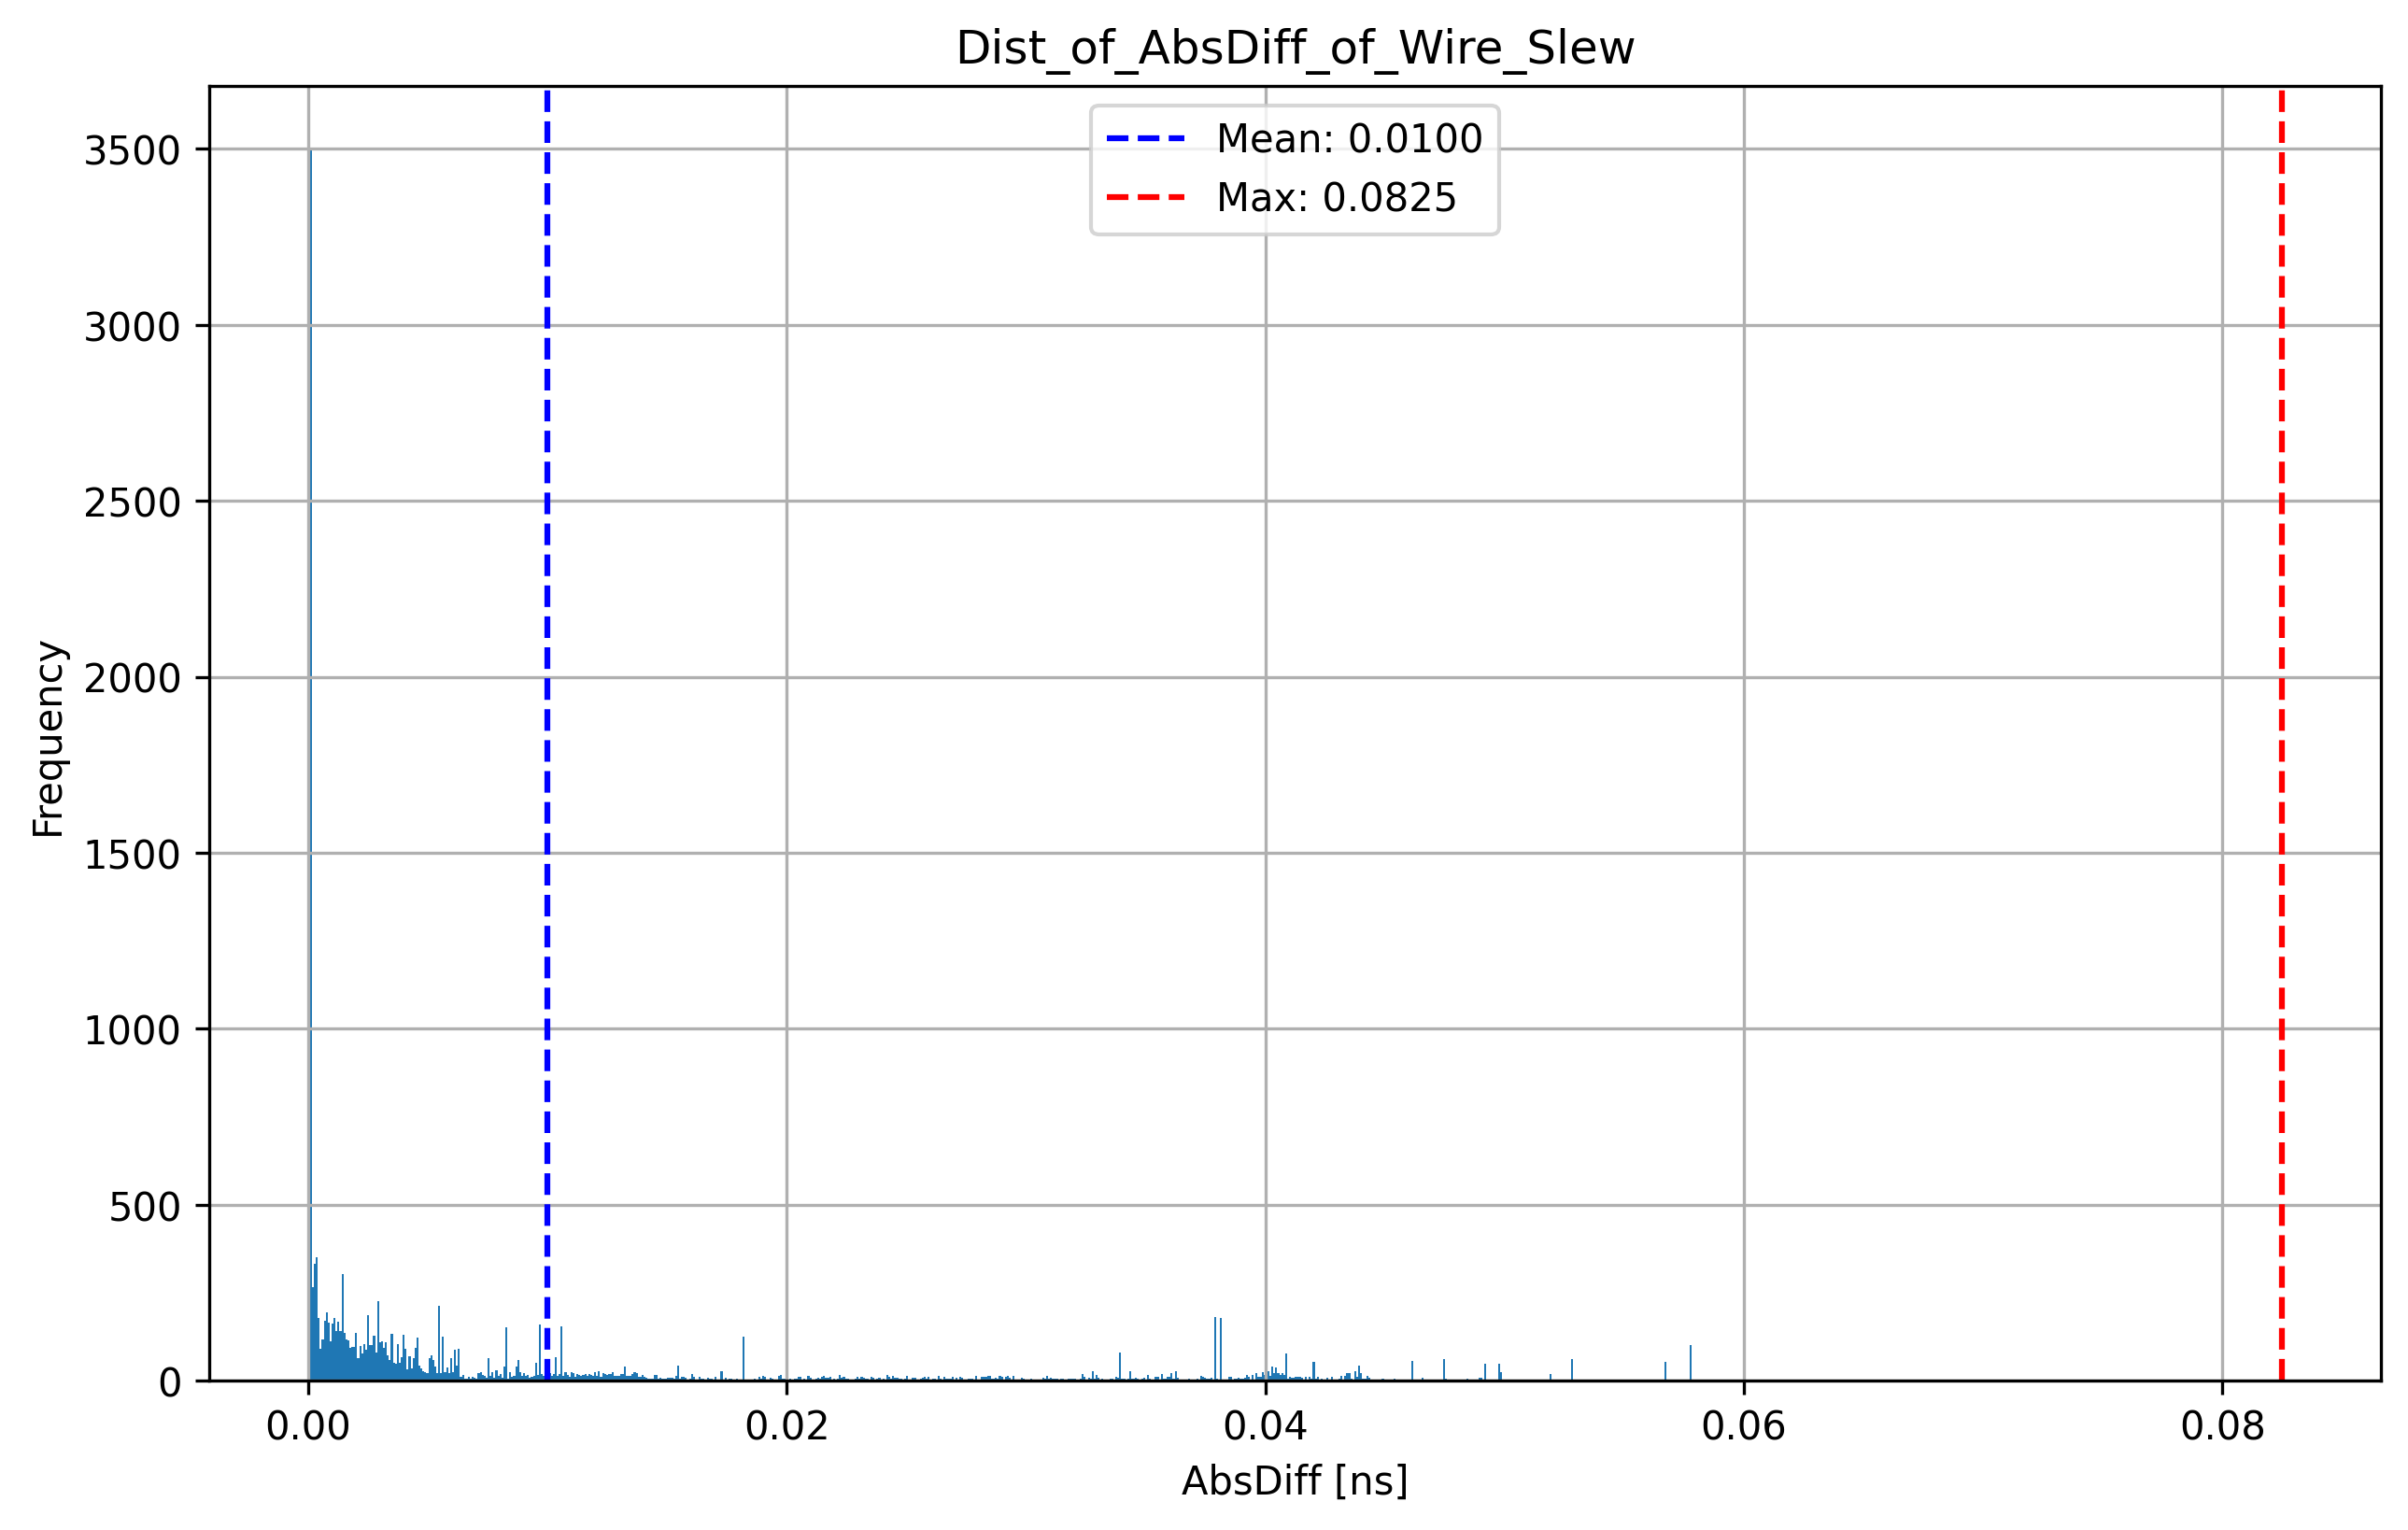 Dist_of_AbsDiff_of_Wire_Slew
Mean: 0.0100
Max: 0.0825
3500
3000
2500
2000
1500
1000
500
0
Frequency
0.00 0.02 0.04 0.06 0.08
AbsDiff [ns]